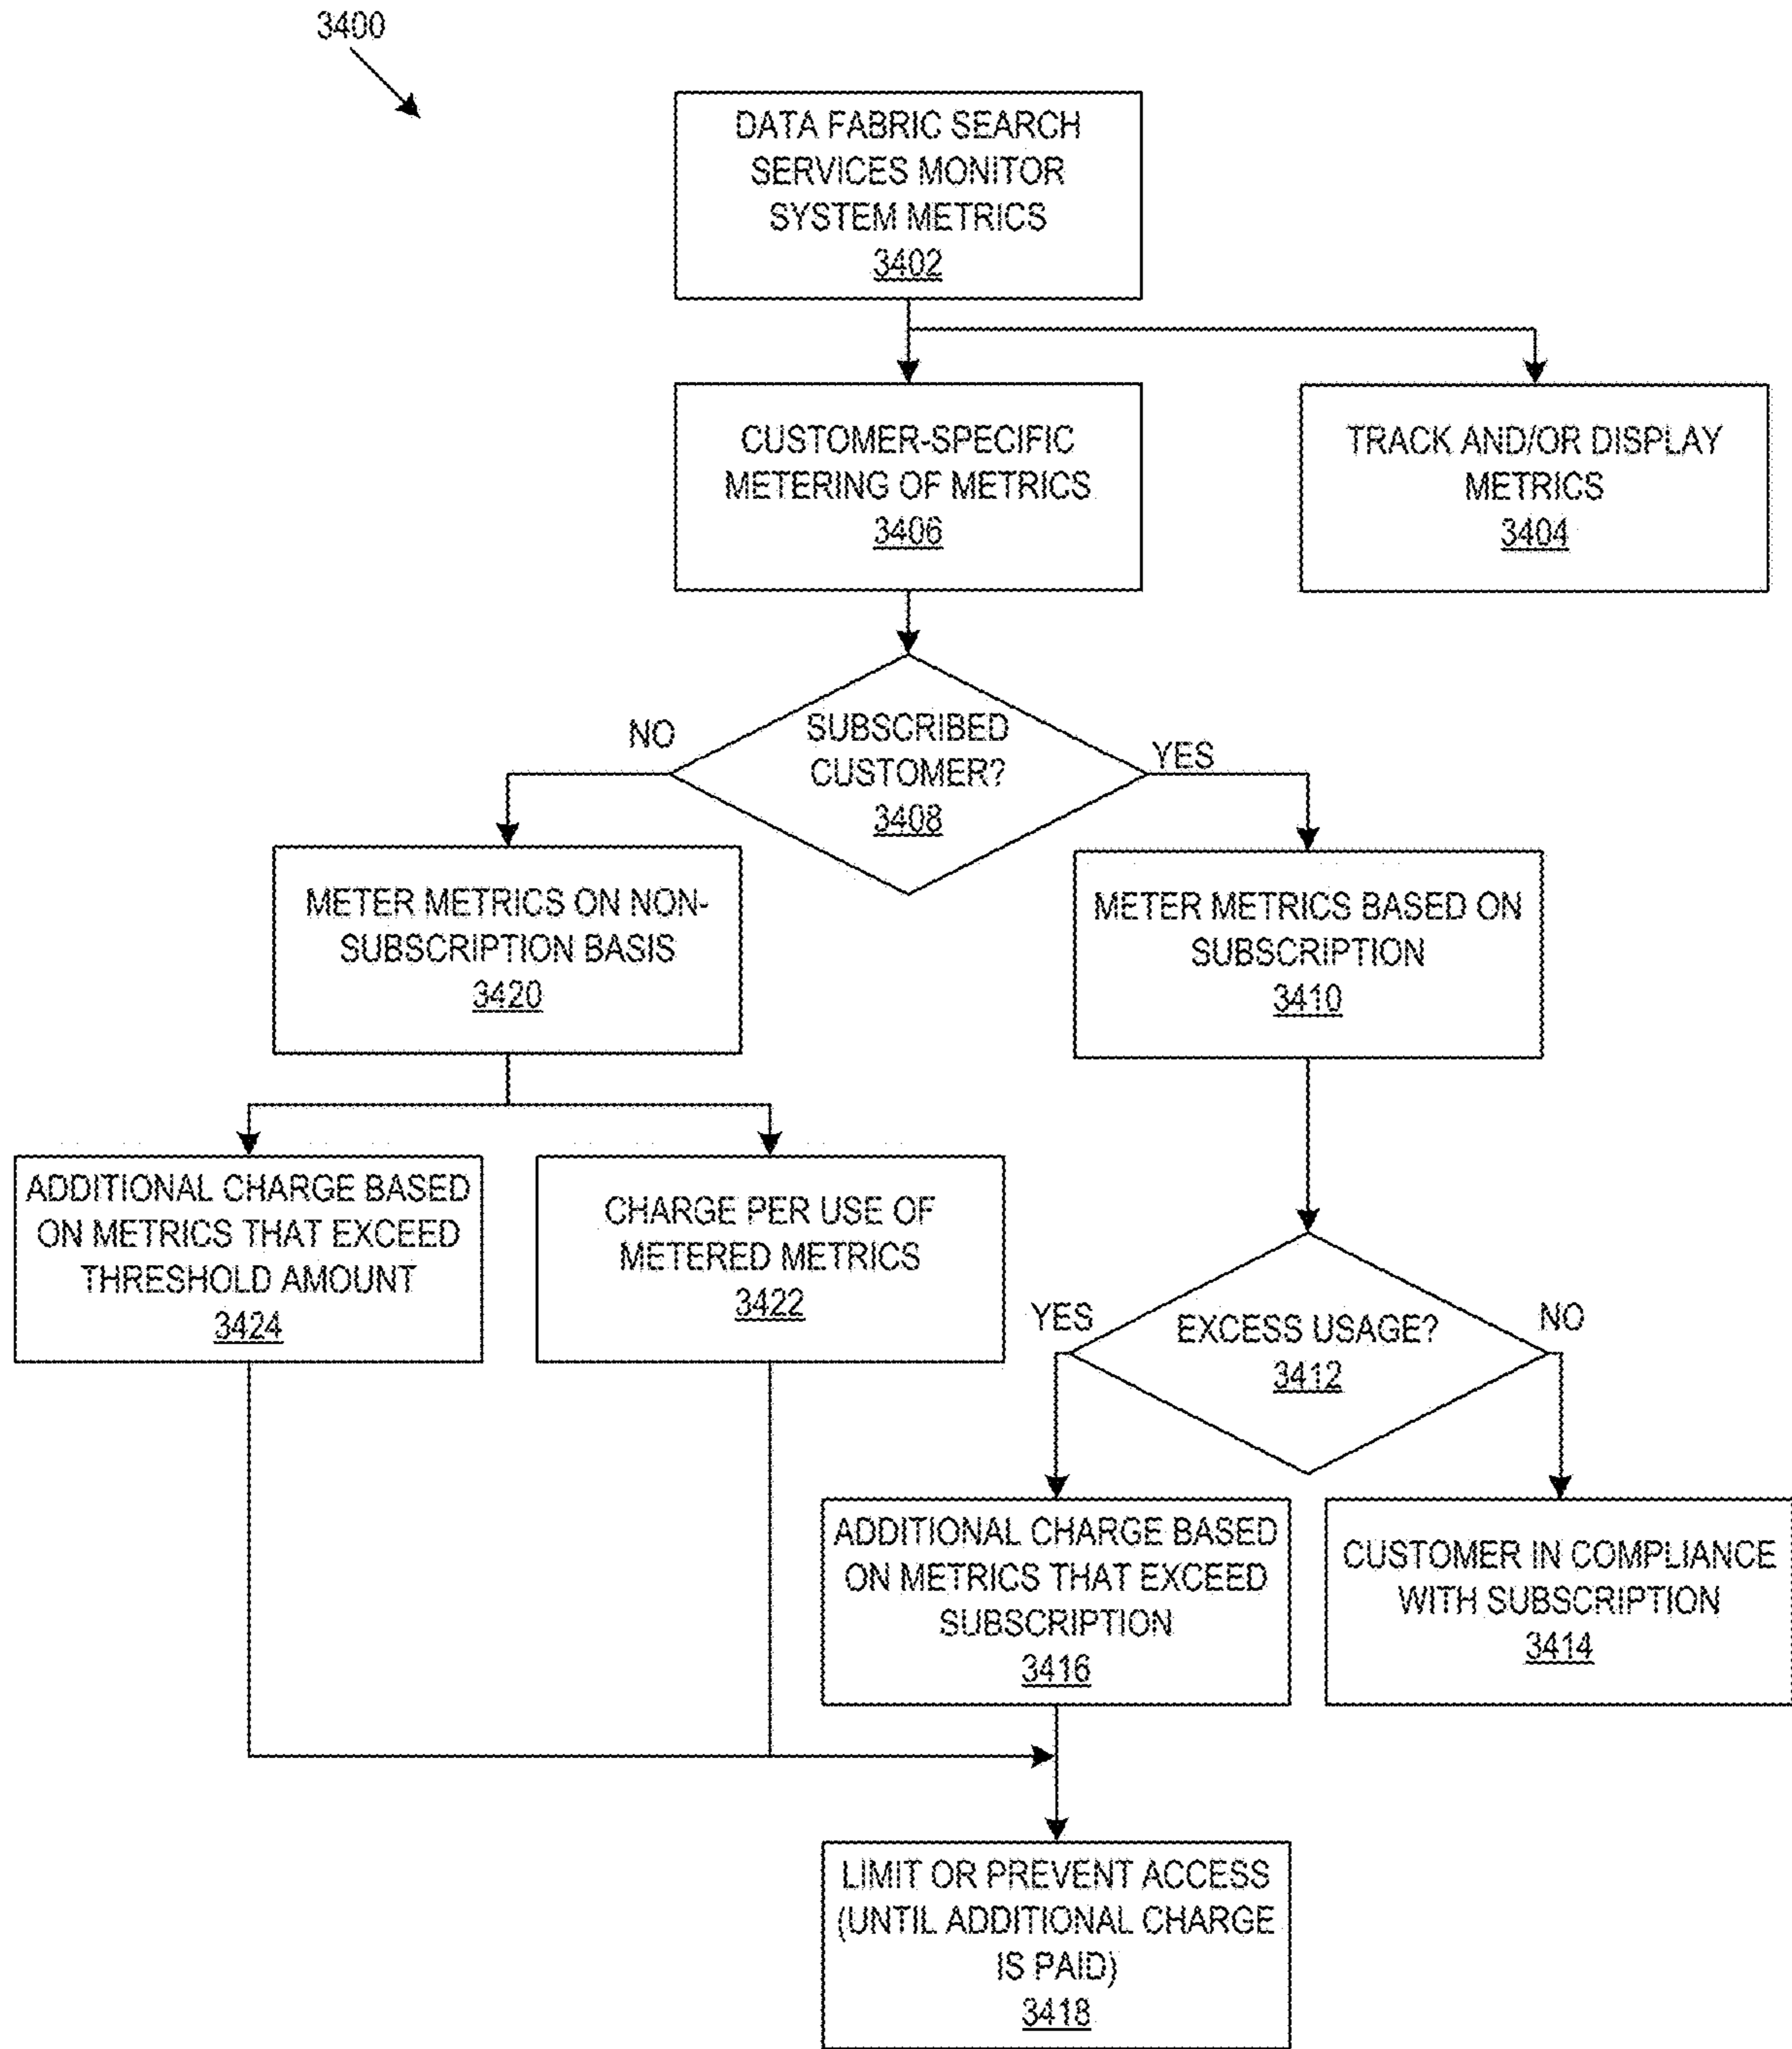 3400
DATA FABRIC SEARCH
SERVICES MONITOR
SYSTEM METRICS
3402
CUSTOMER-SPECIFIC
METERING OF METRICS
3406
TRACK AND/OR DISPLAY
METRICS
3404
SUBSCRIBED
CUSTOMER?
3408
NO
YES
METER METRICS ON NON-
SUBSCRIPTION BASIS
3420
METER METRICS BASED ON
SUBSCRIPTION
3410
ADDITIONAL CHARGE BASED
ON METRICS THAT EXCEED
THRESHOLD AMOUNT
3424
CHARGE PER USE OF
METERED METRICS
3422
YES
EXCESS USAGE?
3412
NO
ADDITIONAL CHARGE BASED
ON METRICS THAT EXCEED
SUBSCRIPTION
3416
CUSTOMER IN COMPLIANCE
WITH SUBSCRIPTION
3414
LIMIT OR PREVENT ACCESS
(UNTIL ADDITIONAL CHARGE
IS PAID)
3418